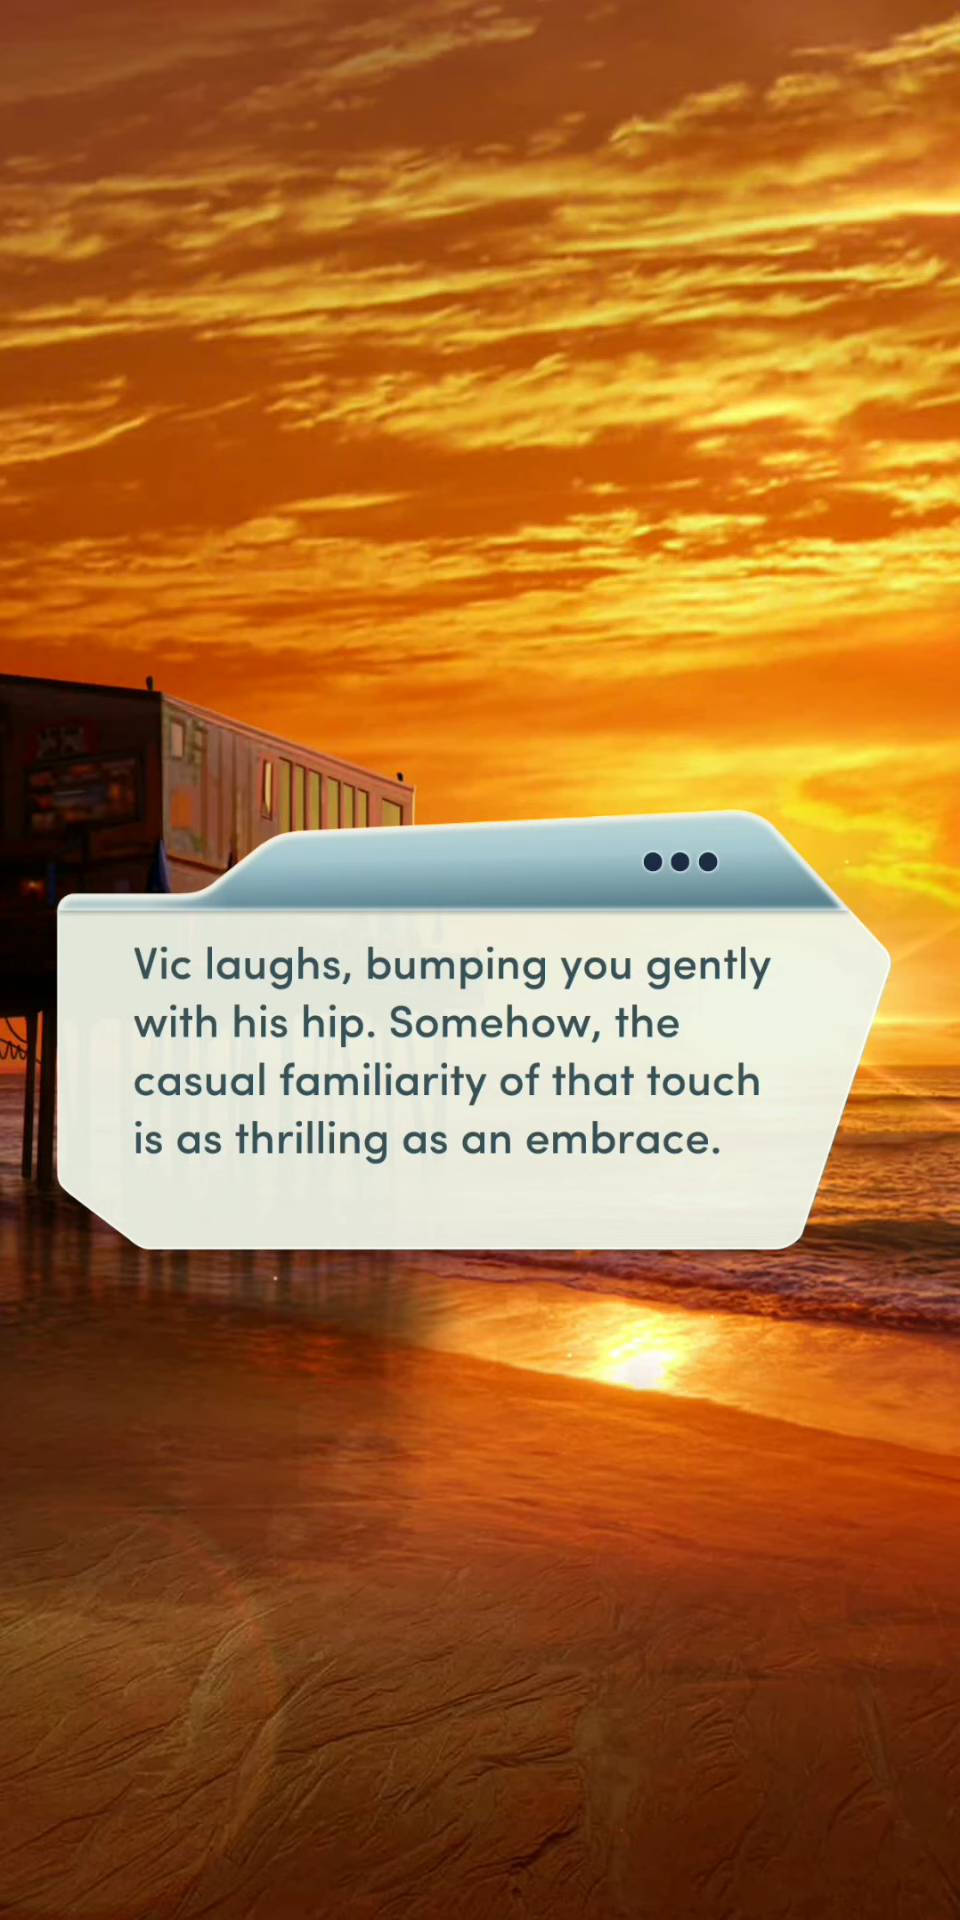 Vic laughs, bumping you gently
with his hip. Somehow, the
casual familiarity of that touch
is as thrilling as an embrace.